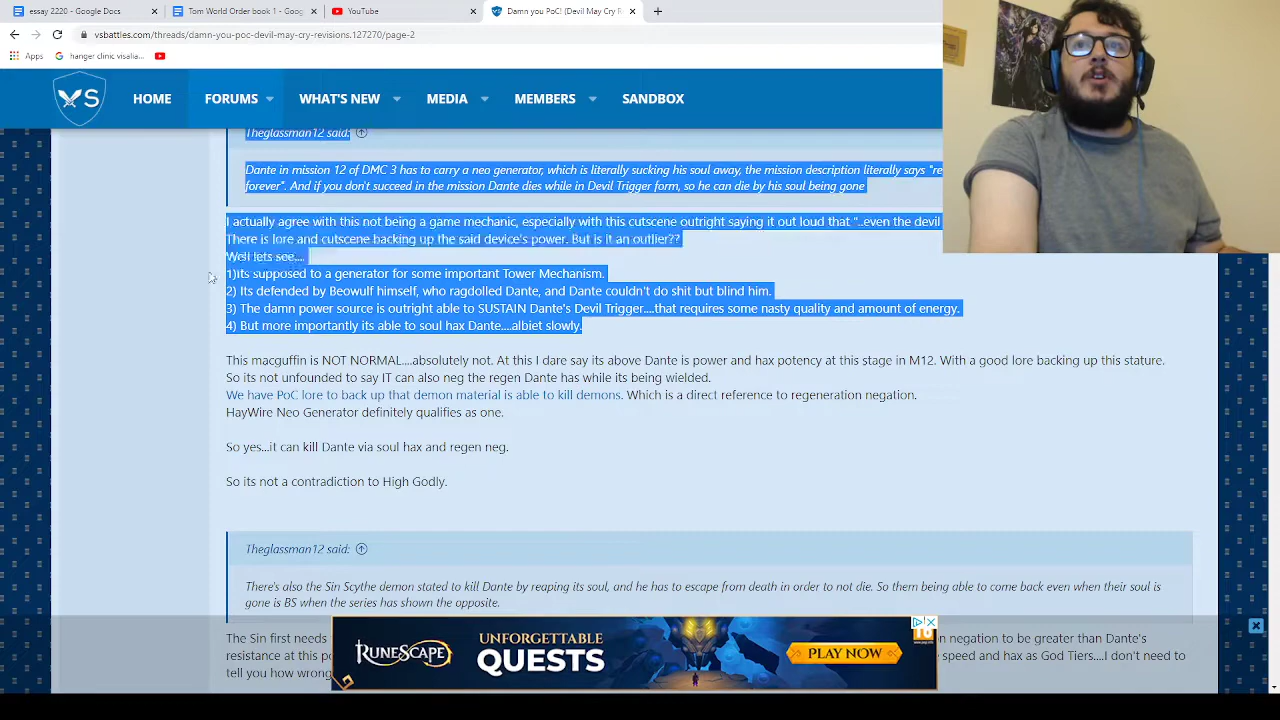 essay 2220 - Google Docs
Tom World Order book 1 - Goog
YouTube
Damn you PoC! (Devil May Cry R
vsbattles.com/threads/damn-you-poc-devil-may-cry-revisions.127270/page-2
Apps
hanger clinic visalia...
VS
HOME
FORUMS
WHAT'S NEW
MEDIA
MEMBERS
SANDBOX
Theglassman12 said:
Dante in mission 12 of DMC 3 has to carry a neo generator, which is literally sucking his soul away, the mission description literally says "re
forever". And if you don't succeed in the mission Dante dies while in Devil Trigger form, so he can die by his soul being gone
I actually agree with this not being a game mechanic, especially with this cutscene outright saying it out loud that "..even the devil
There is lore and cutscene backing up the said device's power. But is it an outlier??
Well lets see....
1)Its supposed to a generator for some important Tower Mechanism.
2) Its defended by Beowulf himself, who ragdolled Dante, and Dante couldn't do shit but blind him.
3) The damn power source is outright able to SUSTAIN Dante's Devil Trigger....that requires some nasty quality and amount of energy.
4) But more importantly its able to soul hax Dante....albiet slowly.
This macguffin is NOT NORMAL....absolutely not. At this I dare say its above Dante is power and hax potency at this stage in M12. With a good lore backing up this stature.
So its not unfounded to say IT can also neg the regen Dante has while its being wielded.
We have PoC lore to back up that demon material is able to kill demons. Which is a direct reference to regeneration negation.
HayWire Neo Generator definitely qualifies as one.
So yes...it can kill Dante via soul hax and regen neg.
So its not a contradiction to High Godly.
Theglassman12 said:
There's also the Sin Scythe demon stated to kill Dante by reaping its soul, and he has to escape from death in order to not die. So them being able to come back even when their soul is
gone is BS when the series has shown the opposite.
The Sin first needs
n negation to be greater than Dante's
resistance at this po
e speed and hax as God Tiers....I don't need to
tell you how wrong
RUNESCAPE
UNFORGETTABLE
QUESTS
PLAY NOW
16